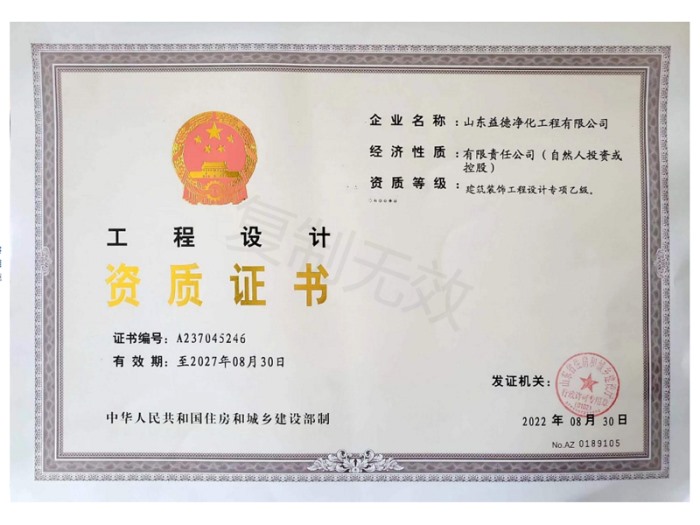 企业名称:山东益德净化工程有限公司
经济性质:有限责任公司(自然人投资或
控股)
资质等级:建筑装饰工程设计专项乙级。
工程设计
资质证书
复制无效
证书编号:A237045246
有效期:至2027年08月30日
中华人民共和国住房和城乡建设部制
发证机关:
2022年08月30日
No.AZ 0189105